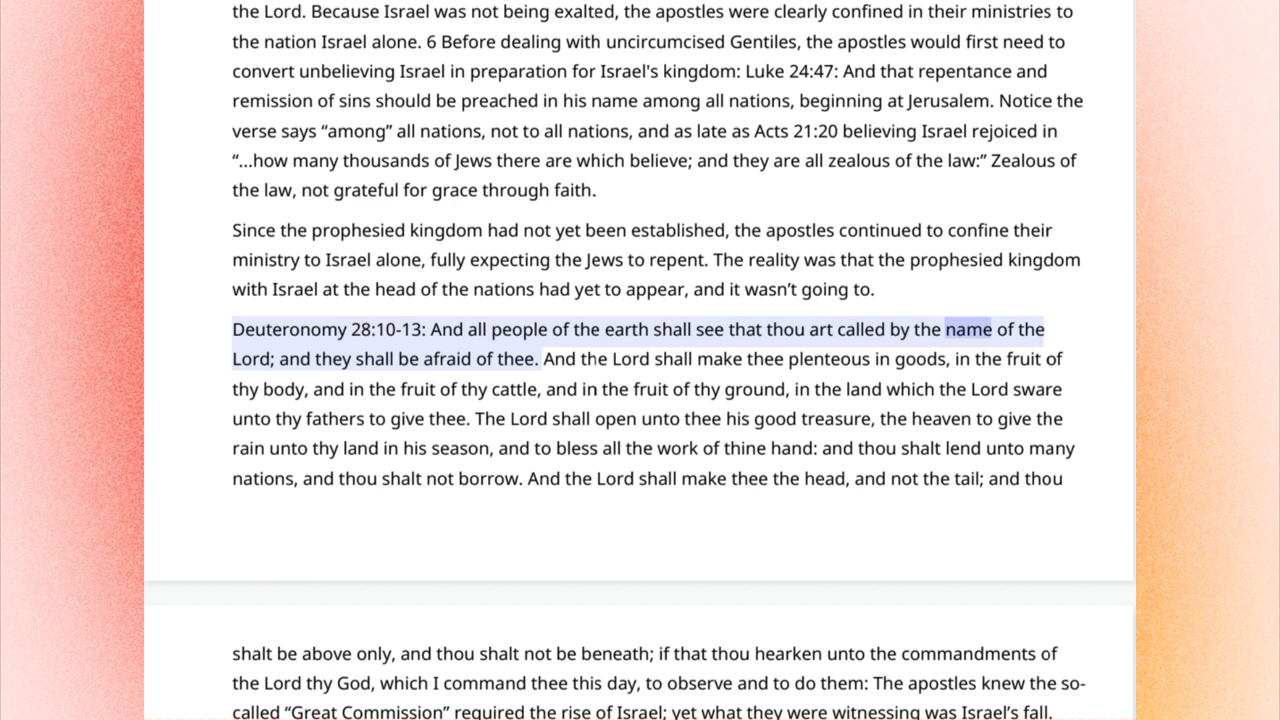 the Lord. Because Israel was not being exalted, the apostles were clearly confined in their ministries to
the nation Israel alone. 6 Before dealing with uncircumcised Gentiles, the apostles would first need to
convert unbelieving Israel in preparation for Israel's kingdom: Luke 24:47: And that repentance and
remission of sins should be preached in his name among all nations, beginning at Jerusalem. Notice the
verse says “among” all nations, not to all nations, and as late as Acts 21:20 believing Israel rejoiced in
“...how many thousands of Jews there are which believe; and they are all zealous of the law:” Zealous of
the law, not grateful for grace through faith.
Since the prophesied kingdom had not yet been established, the apostles continued to confine their
ministry to Israel alone, fully expecting the Jews to repent. The reality was that the prophesied kingdom
with Israel at the head of the nations had yet to appear, and it wasn’t going to.
Deuteronomy 28:10-13: And all people of the earth shall see that thou art called by the name of the
Lord; and they shall be afraid of thee. And the Lord shall make thee plenteous in goods, in the fruit of
thy body, and in the fruit of thy cattle, and in the fruit of thy ground, in the land which the Lord sware
unto thy fathers to give thee. The Lord shall open unto thee his good treasure, the heaven to give the
rain unto thy land in his season, and to bless all the work of thine hand: and thou shalt lend unto many
nations, and thou shalt not borrow. And the Lord shall make thee the head, and not the tail; and thou
shalt be above only, and thou shalt not be beneath; if that thou hearken unto the commandments of
the Lord thy God, which I command thee this day, to observe and to do them: The apostles knew the so-
called “Great Commission” required the rise of Israel; yet what they were witnessing was Israel’s fall.